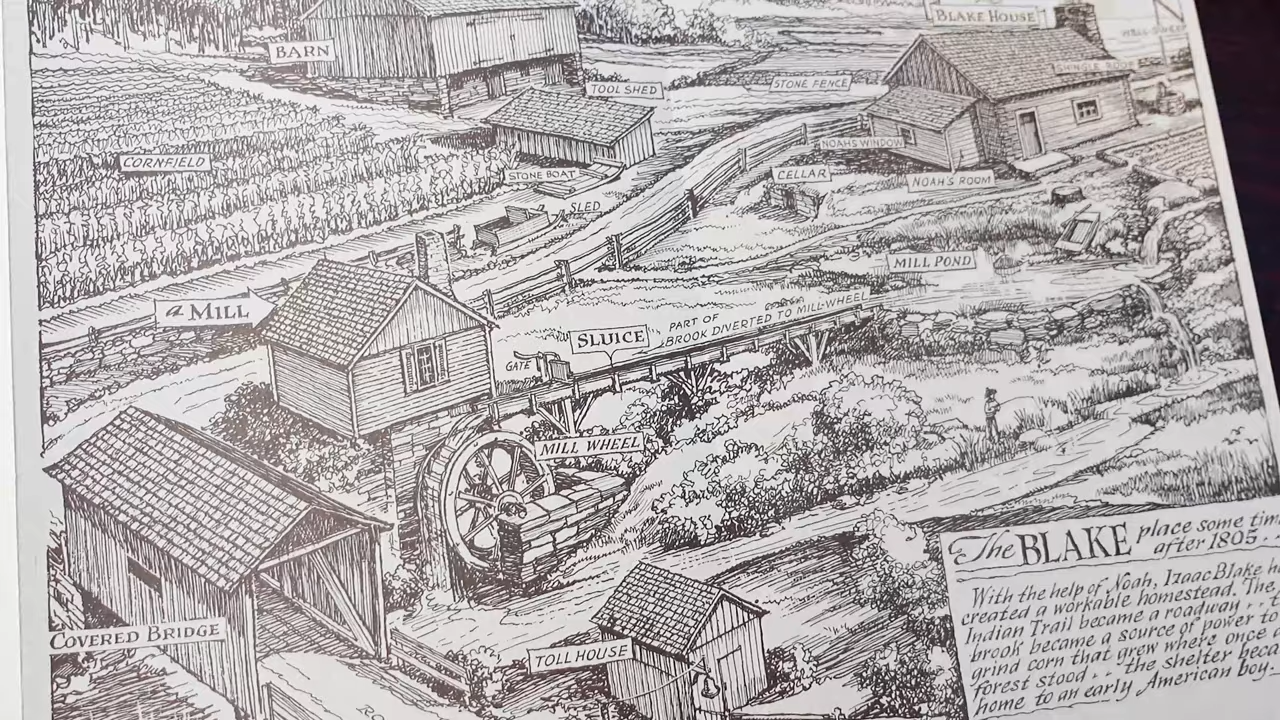 BLAKE HOUSE
BARN
SHINGLE ROOF
TOOL SHED
STONE FENCE
NOAHS WINDOW
CORNFIELD
STONE BOAT
CELLAR
NOAH'S ROOM
SLED
MILL POND
a MILL
PART OF
BROOK DIVERTED TO MILL-WHEEL
SLUICE
GATE
MILL WHEEL
COVERED BRIDGE
TOLL HOUSE
The BLAKE place some
after 1805..
With the help of Noah, Izaac Blake
created a workable homestead. The
Indian Trail became a roadway...
brook became a source of power to
grind corn that grew where once
forest stood... the shelter
home to an early American boy.